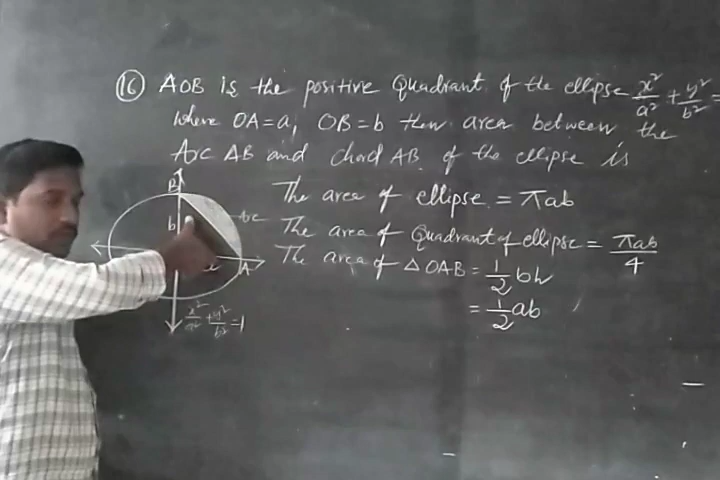 16 AOB is the positive Quadrant of the ellipse x²/a² + y²/b² =
where OA=a, OB=b then area between the
Arc AB and chord AB of the ellipse is
The area of ellipse = πab
The area of Quadrant of ellipse = πab/4
The area of △OAB = 1/2 bh
= 1/2 ab
B
b
Arc
a
A
x²/a² + y²/b² = 1